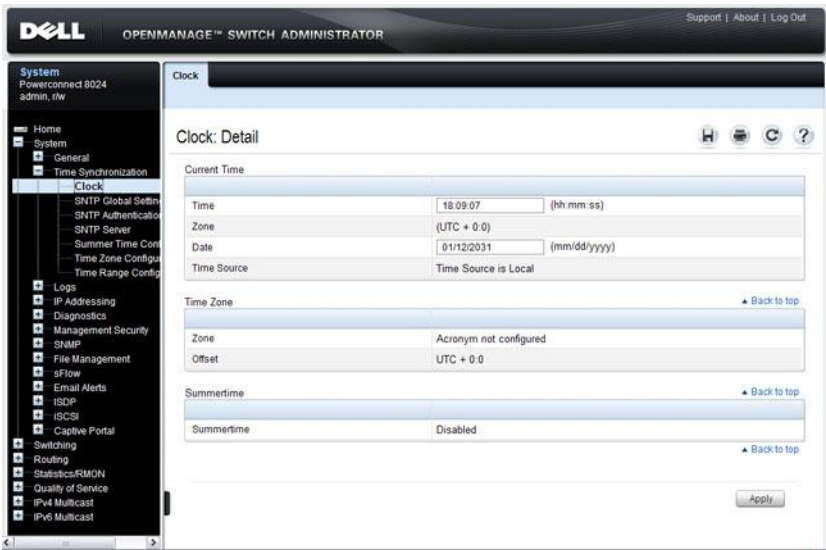 Support | About | Log Out
DELL OPENMANAGE™ SWITCH ADMINISTRATOR
System
Powerconnect 8024
admin, r/w
Home
System
General
Time Synchronization
Clock
SNTP Global Settin
SNTP Authenticatio
SNTP Server
Summer Time Conf
Time Zone Configu
Time Range Config
Logs
IP Addressing
Diagnostics
Management Security
SNMP
File Management
sFlow
Email Alerts
ISDP
iSCSI
Captive Portal
Switching
Routing
Statistics/RMON
Quality of Service
IPv4 Multicast
IPv6 Multicast
Clock
Clock: Detail
Current Time
Time 18:09:07 (hh:mm:ss)
Zone (UTC + 0:0)
Date 01/12/2031 (mm/dd/yyyy)
Time Source Time Source is Local
Time Zone Back to top
Zone Acronym not configured
Offset UTC + 0:0
Summertime Back to top
Summertime Disabled
Back to top
Apply